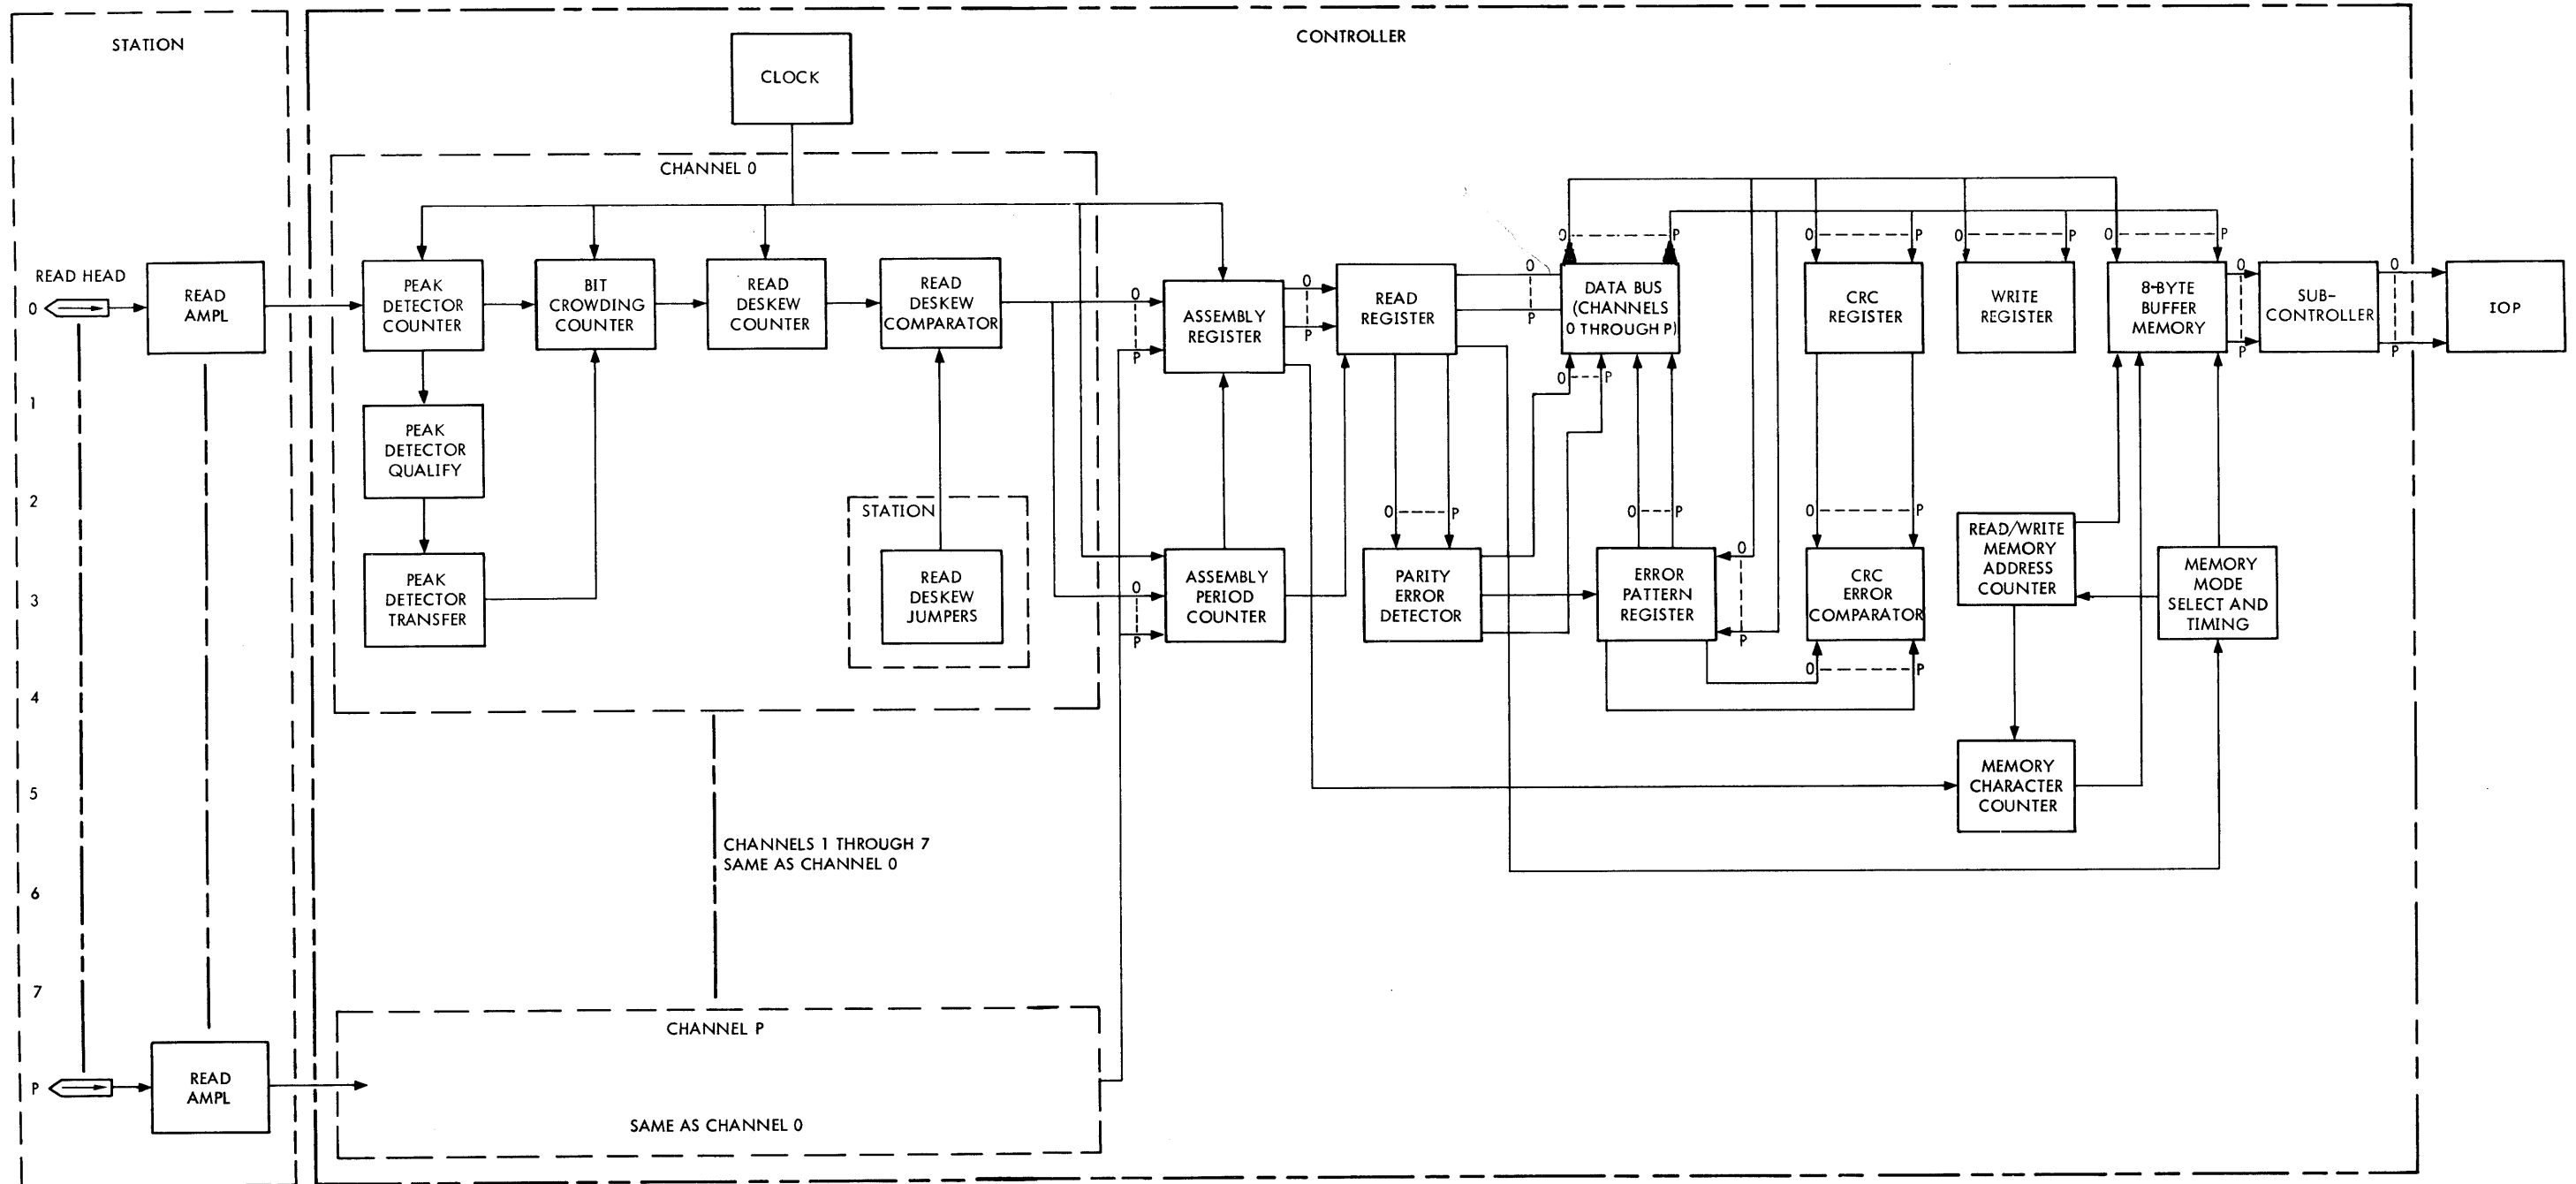 STATION
CONTROLLER
CLOCK
CHANNEL 0
READ HEAD
0
READ
AMPL
PEAK
DETECTOR
COUNTER
BIT
CROWDING
COUNTER
READ
DESKEW
COUNTER
READ
DESKEW
COMPARATOR
0
P
ASSEMBLY
REGISTER
0
P
READ
REGISTER
0
P
0
P
DATA BUS
(CHANNELS
0 THROUGH P)
0
P
0
P
CRC
REGISTER
0
P
WRITE
REGISTER
0
P
8-BYTE
BUFFER
MEMORY
0
P
SUB-
CONTROLLER
0
P
IOP
1
2
3
4
5
6
7
P
PEAK
DETECTOR
QUALIFY
PEAK
DETECTOR
TRANSFER
STATION
READ
DESKEW
JUMPERS
0
P
ASSEMBLY
PERIOD
COUNTER
0
P
PARITY
ERROR
DETECTOR
0
P
ERROR
PATTERN
REGISTER
0
P
0
P
CRC
ERROR
COMPARATOR
0
P
READ/WRITE
MEMORY
ADDRESS
COUNTER
MEMORY
MODE
SELECT AND
TIMING
MEMORY
CHARACTER
COUNTER
CHANNELS 1 THROUGH 7
SAME AS CHANNEL 0
CHANNEL P
READ
AMPL
SAME AS CHANNEL 0